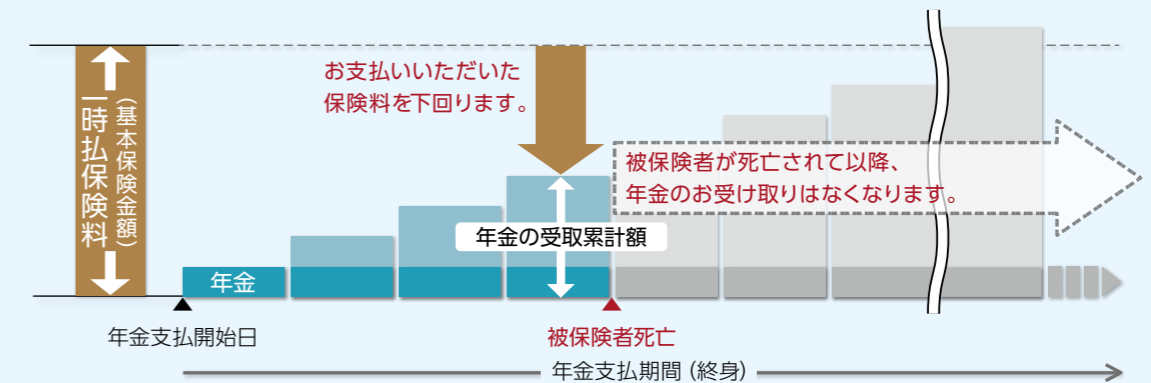 お支払いいただいた
保険料を下回ります。
一時払保険料
（基本保険金額）
被保険者が死亡されて以降、
年金のお受け取りはなくなります。
年金の受取累計額
年金
年金支払開始日
被保険者死亡
年金支払期間（終身）